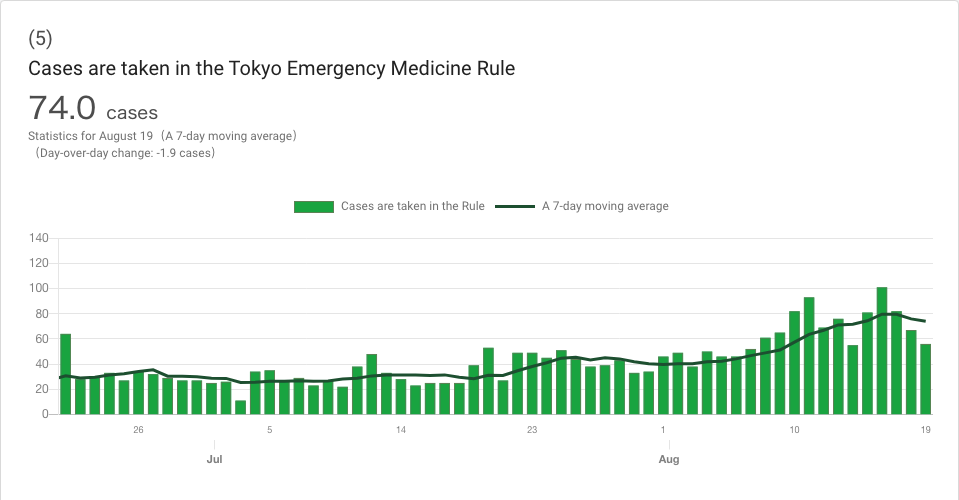 (5)
Cases are taken in the Tokyo Emergency Medicine Rule
74.0 cases
Statistics for August 19（A 7-day moving average）
（Day-over-day change: -1.9 cases）
Cases are taken in the Rule A 7-day moving average
140
120
100
80
60
40
20
0
26 5 14 23 1 10 19
Jul Aug